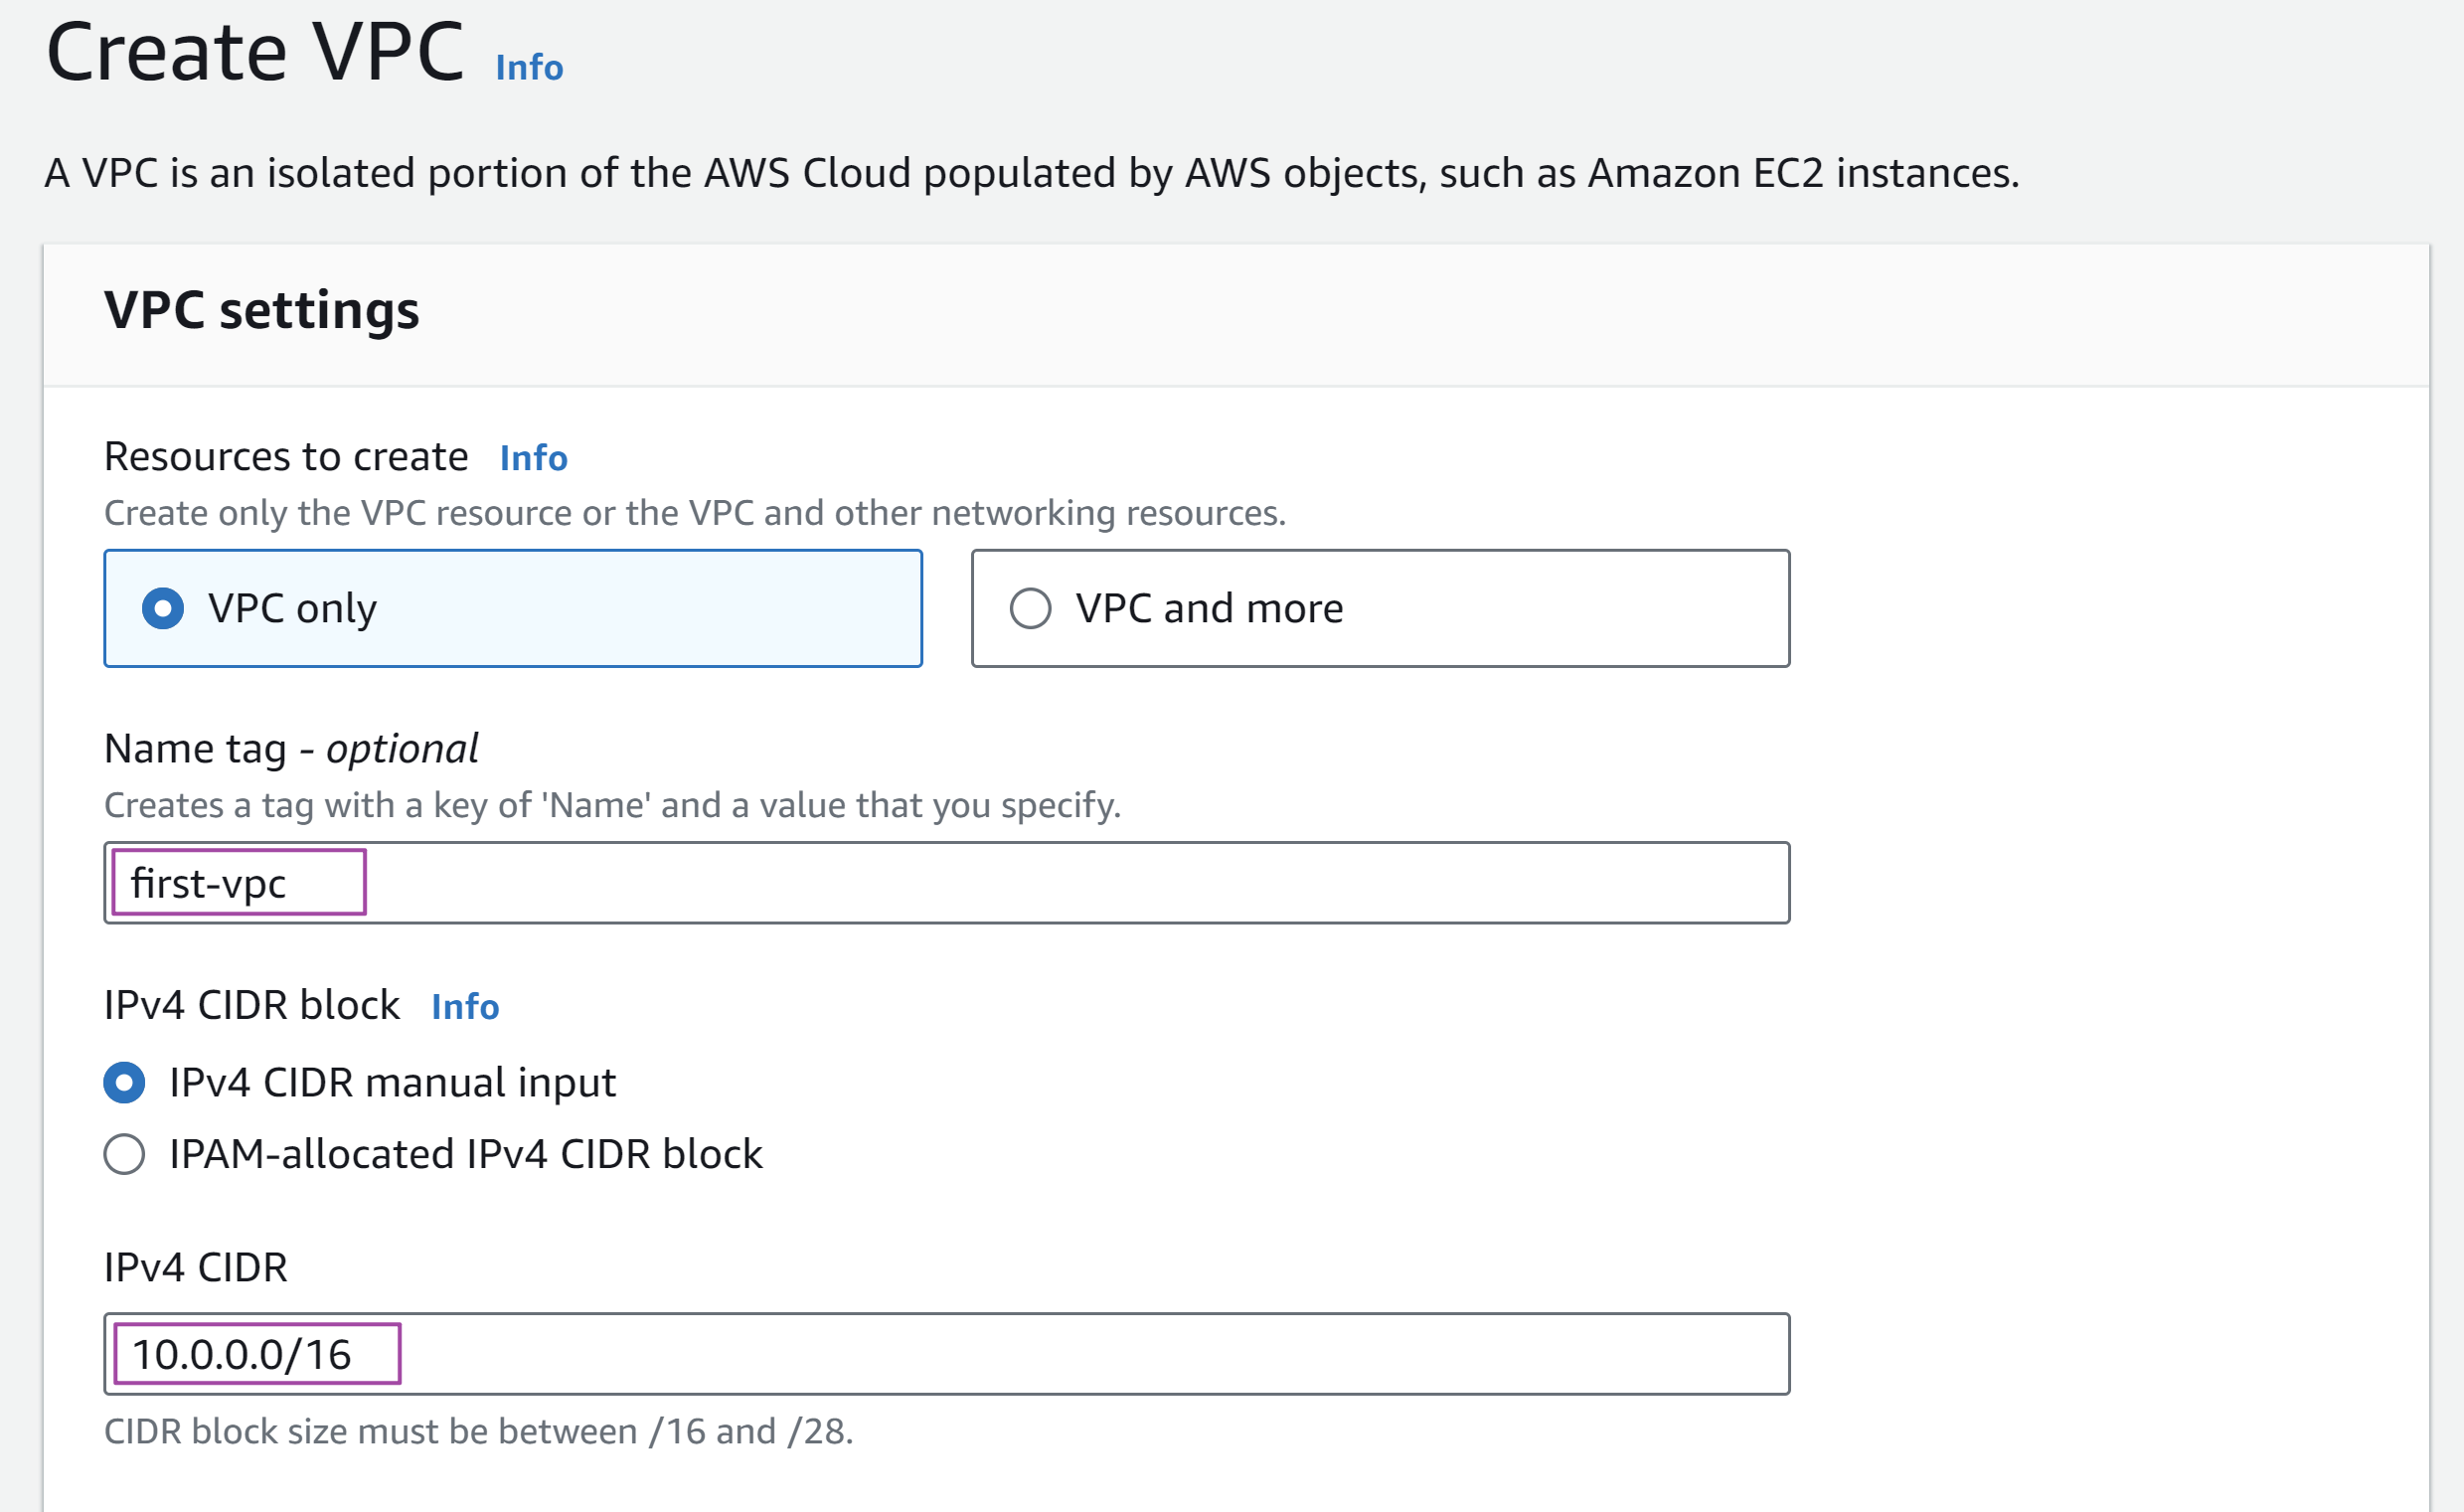 Create VPC Info
A VPC is an isolated portion of the AWS Cloud populated by AWS objects, such as Amazon EC2 instances.
VPC settings
Resources to create Info
Create only the VPC resource or the VPC and other networking resources.
VPC only VPC and more
Name tag - optional
Creates a tag with a key of 'Name' and a value that you specify.
first-vpc
IPv4 CIDR block Info
IPv4 CIDR manual input
IPAM-allocated IPv4 CIDR block
IPv4 CIDR
10.0.0.0/16
CIDR block size must be between /16 and /28.